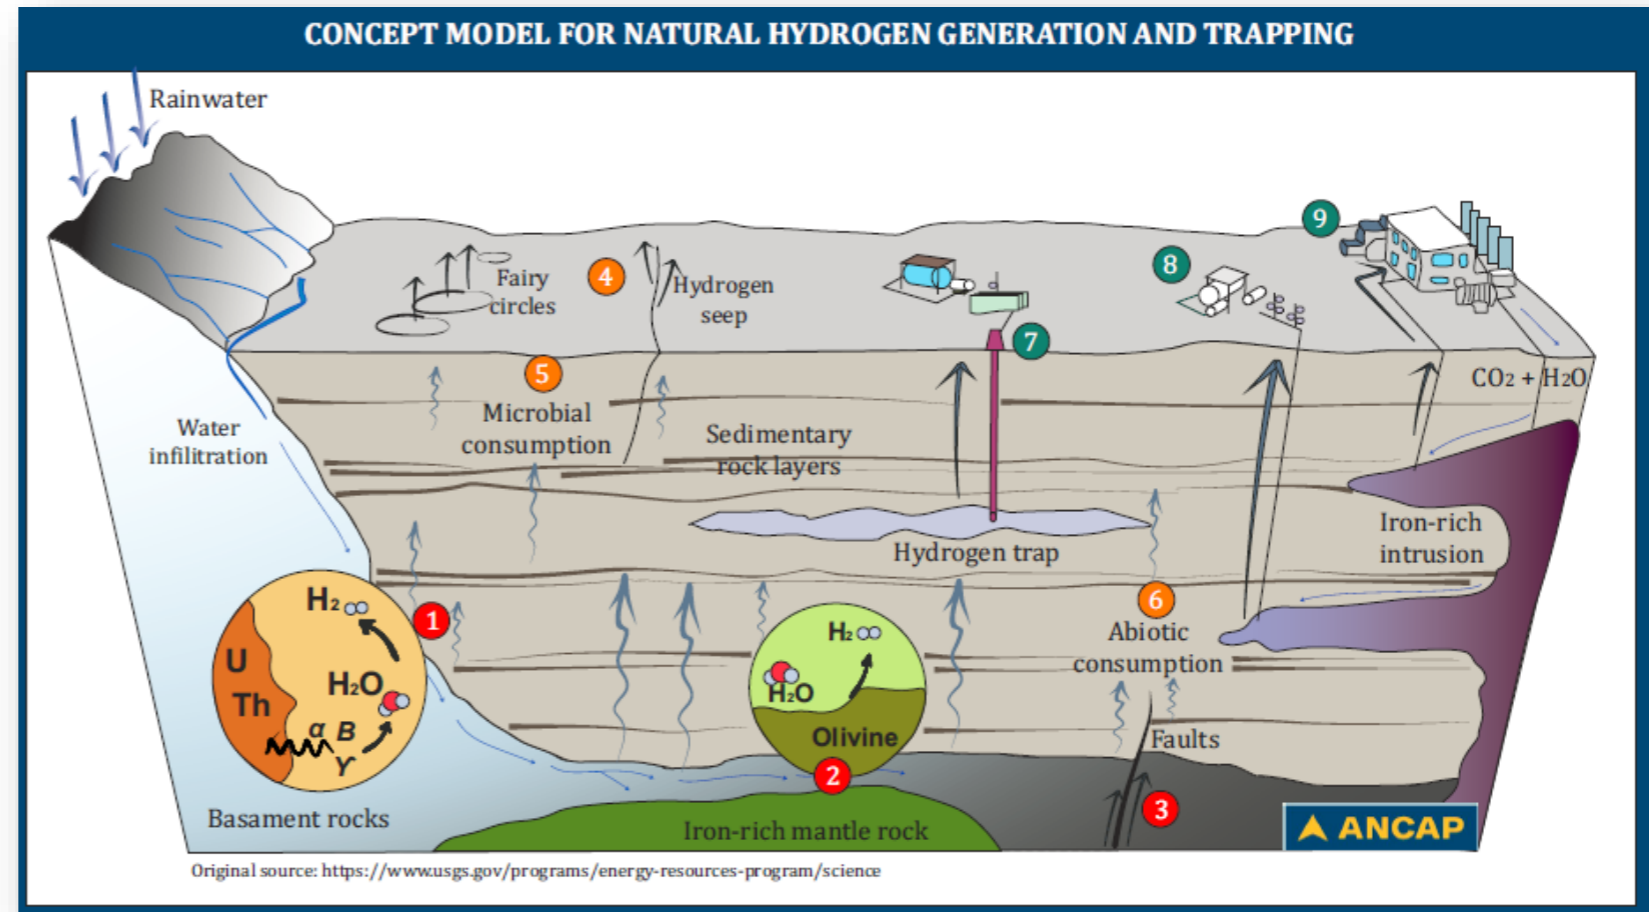 CONCEPT MODEL FOR NATURAL HYDROGEN GENERATION AND TRAPPING
Rainwater
9
8
4
Fairy
circles
Hydrogen
seep
7
5
CO2 + H2O
Microbial
consumption
Water
infilitration
Sedimentary
rock layers
Iron-rich
intrusion
Hydrogen trap
H2
1
6
U
Th
H2O
α B
ϒ
H2
H2O
Olivine
2
Abiotic
consumption
Faults
3
Basament rocks
Iron-rich mantle rock
ANCAP
Original source: https://www.usgs.gov/programs/energy-resources-program/science